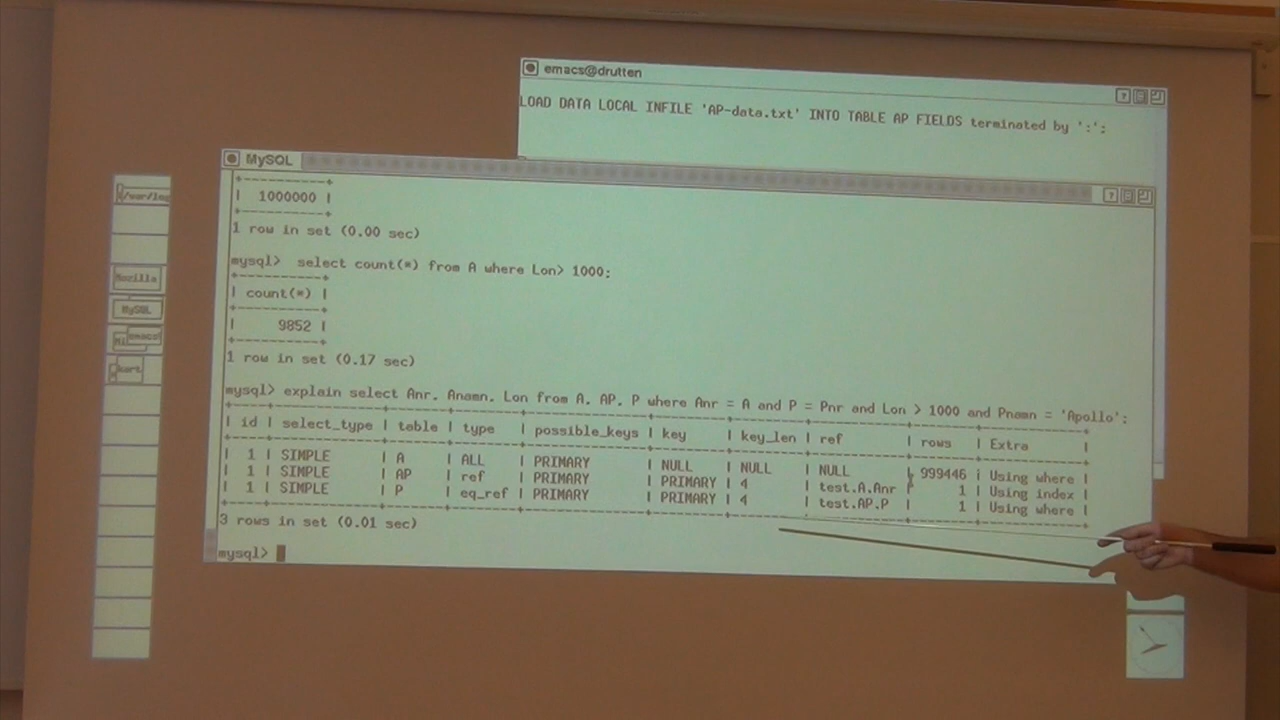 emacs@drutten
LOAD DATA LOCAL INFILE 'AP-data.txt' INTO TABLE AP FIELDS terminated by ':';
MySQL
+----------+
| 1000000 |
+----------+
1 row in set (0.00 sec)
mysql> select count(*) from A where Lon> 1000;
+----------+
| count(*) |
+----------+
| 9852 |
+----------+
1 row in set (0.17 sec)
mysql> explain select Anr, Anamn, Lon from A, AP, P where Anr = A and P = Pnr and Lon > 1000 and Pnamn = 'Apollo';
| id | select_type | table | type | possible_keys | key | key_len | ref | rows | Extra |
| 1 | SIMPLE | A | ALL | PRIMARY | NULL | NULL | NULL | 999446 | Using where |
| 1 | SIMPLE | AP | ref | PRIMARY | PRIMARY | 4 | test.A.Anr | 1 | Using index |
| 1 | SIMPLE | P | eq_ref | PRIMARY | PRIMARY | 4 | test.AP.P | 1 | Using where |
3 rows in set (0.01 sec)
mysql>
Mozilla
MySQL
emacs